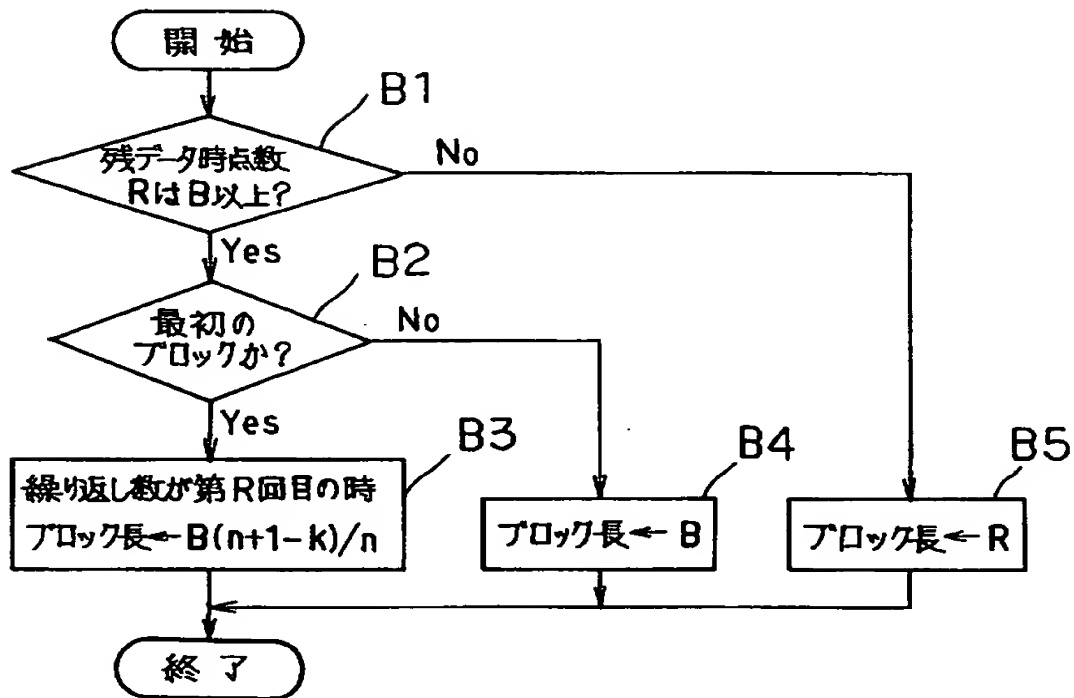 開始
B1
残データ時点数
RはB以上?
No
Yes
B2
最初の
ブロックか?
No
Yes
B3
繰り返し数が第R回目の時
ブロック長←B(n+1-k)/n
B4
ブロック長←B
B5
ブロック長←R
終了